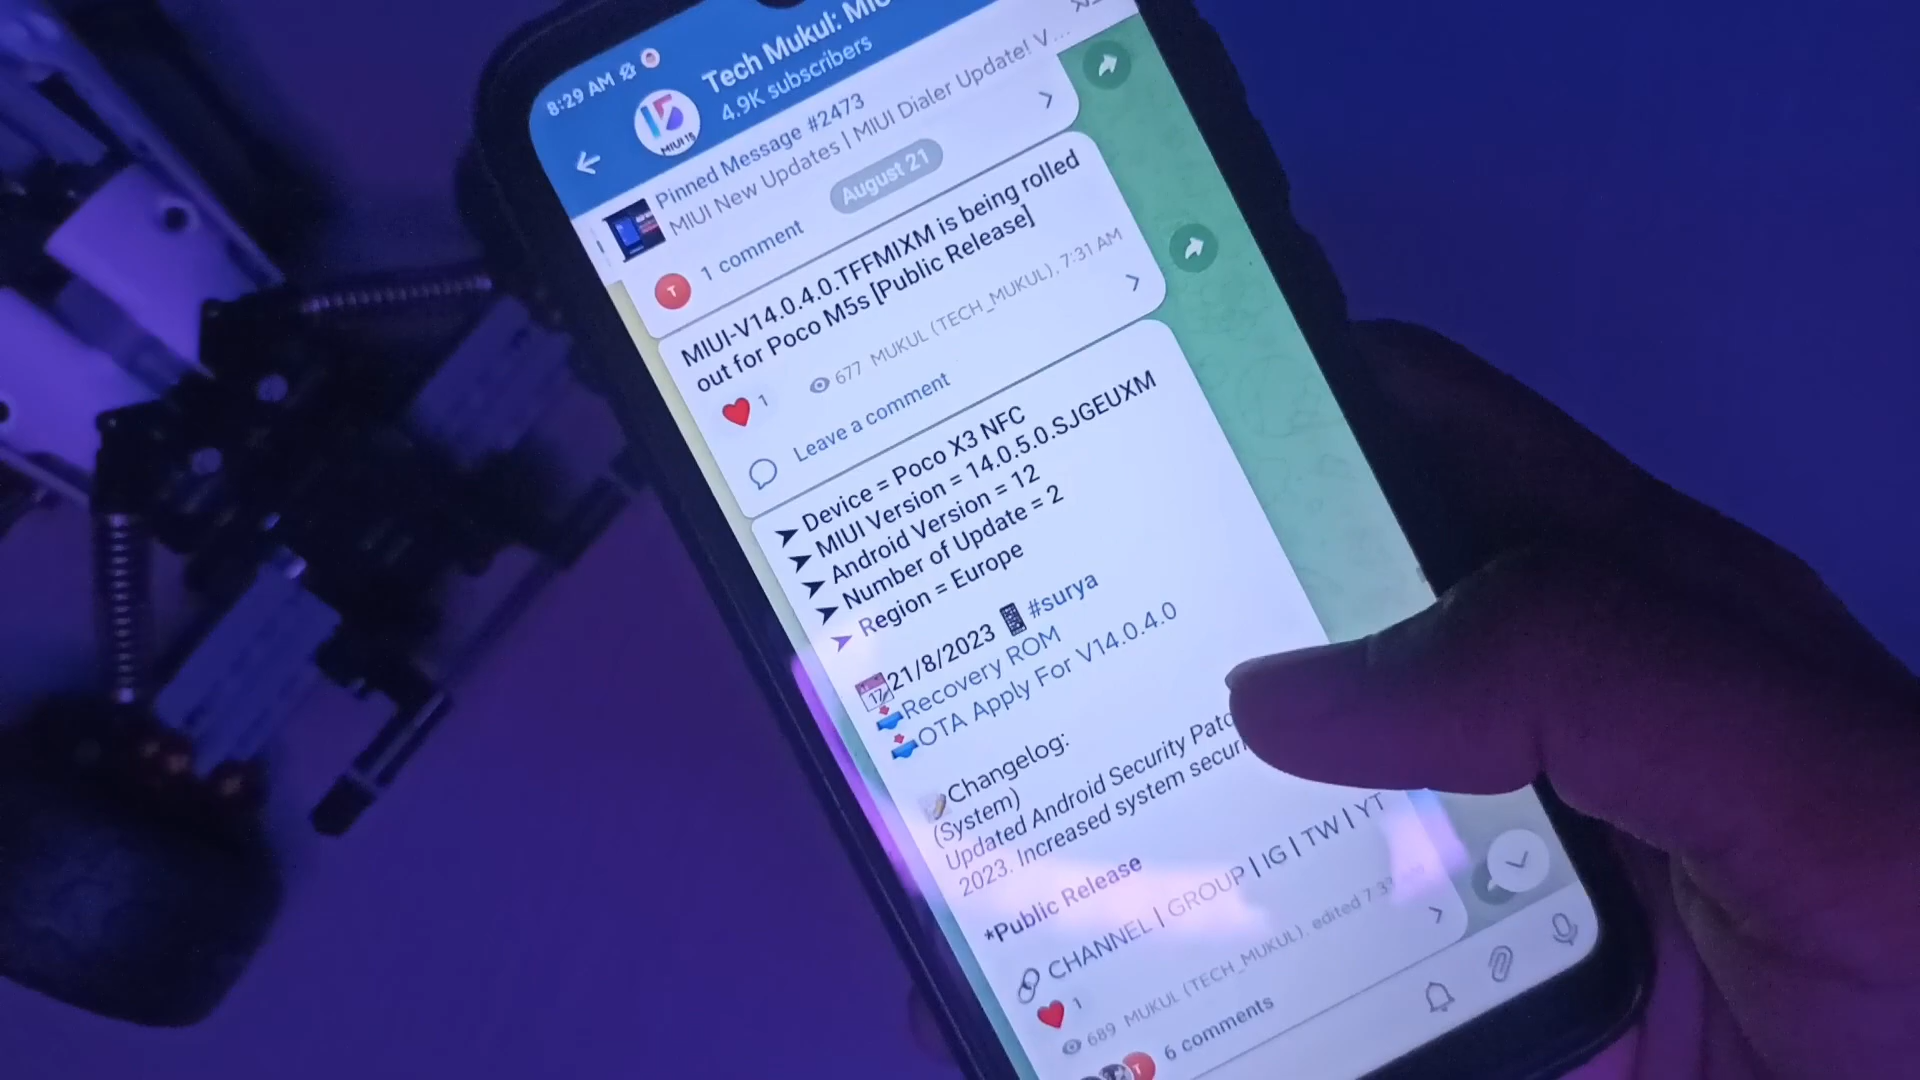 8:29 AM
Tech Mukul:
4.9K subscribers
MIUI 15
Pinned Message #2473
MIUI New Updates | MIUI Dialer Update! V...
1 comment
August 21
MIUI-V14.0.4.0.TFFMIXM is being rolled
out for Poco M5s [Public Release]
1
677 MUKUL (TECH_MUKUL), 7:31 AM
Leave a comment
➤ Device = Poco X3 NFC
➤ MIUI Version = 14.0.5.0.SJGEUXM
➤ Android Version = 12
➤ Number of Update = 2
➤ Region = Europe
21/8/2023 #surya
Recovery ROM
OTA Apply For V14.0.4.0
Changelog:
(System)
Updated Android Security
2023. Increased system
*Public Release
CHANNEL | GROUP | IG | TW | YT
1
689 MUKUL (TECH_MUKUL), edited
6 comments